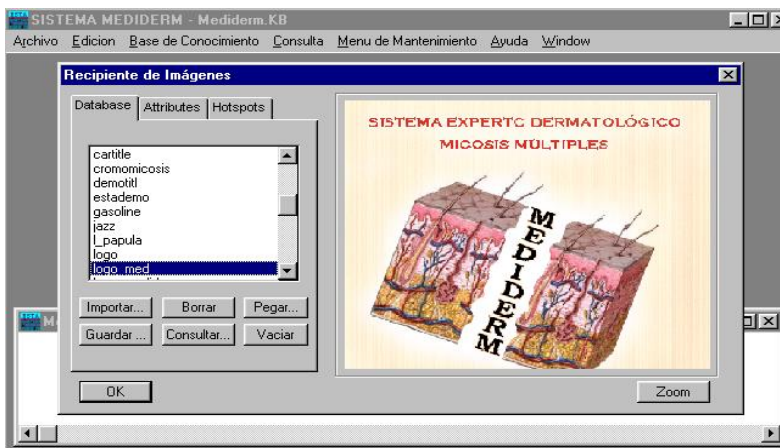 SISTEMA MEDIDERM - Mediderm.KB
Archivo Edicion Base de Conocimiento Consulta Menu de Mantenimiento Ayuda Window
Recipiente de Imágenes
Database Attributes Hotspots
cartitle
cromomicosis
demotitl
estademo
gasoline
jazz
l_papula
logo
logo_med
Importar... Borrar Pegar...
Guardar ... Consultar... Vaciar
OK
SISTEMA EXPERTO DERMATOLÓGICO
MICOSIS MÚLTIPLES
MEDIDERM
Zoom